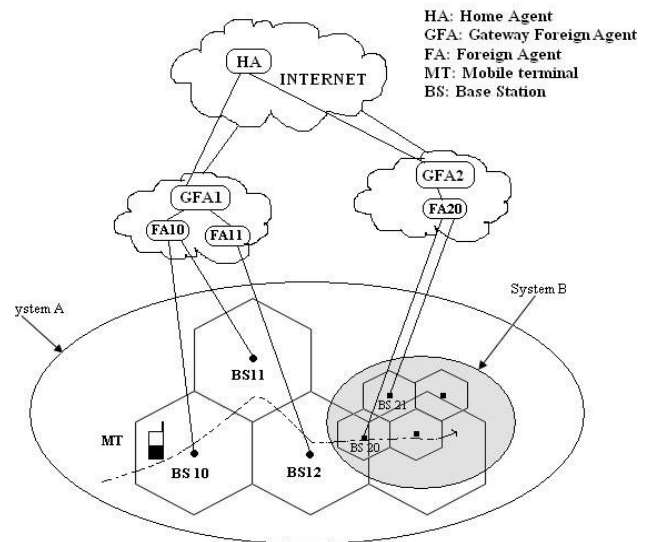 HA: Home Agent
GFA: Gateway Foreign Agent
FA: Foreign Agent
MT: Mobile terminal
BS: Base Station
HA
INTERNET
GFA1
GFA2
FA10
FA11
FA20
ystem A
System B
BS11
BS 21
MT
BS 10
BS12
BS 20